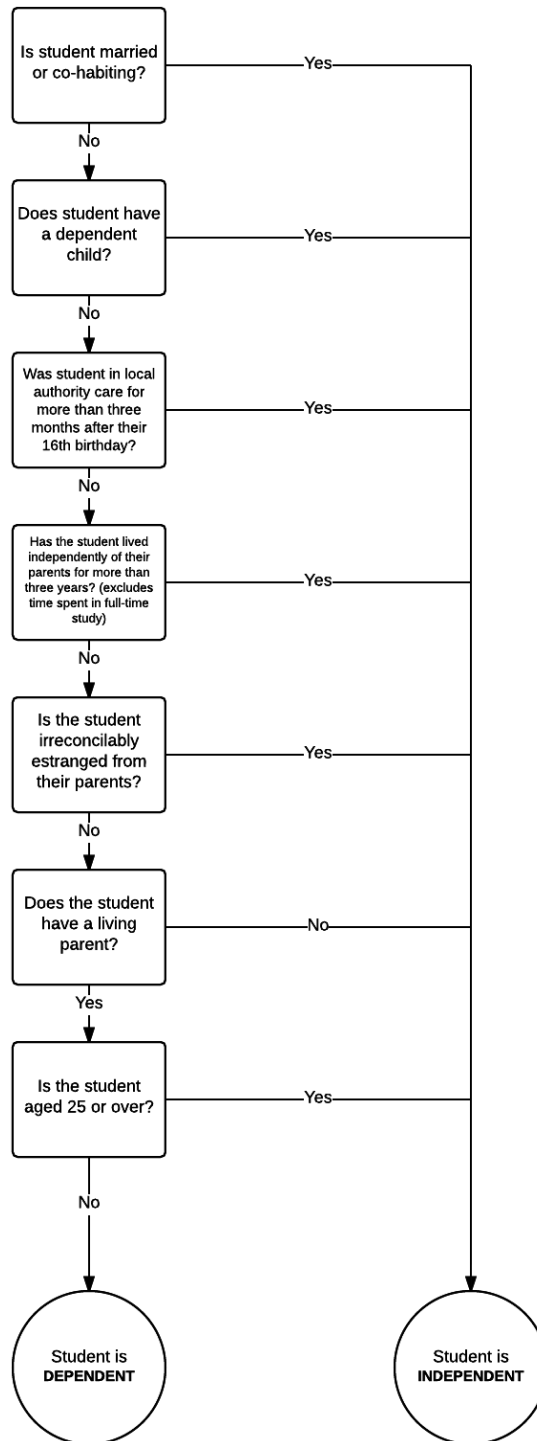 Is student married
or co-habiting?
Yes
No
Does student have
a dependent
child?
Yes
No
Was student in local
authority care for
more than three
months after their
16th birthday?
Yes
No
Has the student lived
independently of their
parents for more than
three years? (excludes
time spent in full-time
study)
Yes
No
Is the student
irreconcilably
estranged from
their parents?
Yes
No
Does the student
have a living
parent?
No
Yes
Is the student
aged 25 or over?
Yes
No
Student is
DEPENDENT
Student is
INDEPENDENT